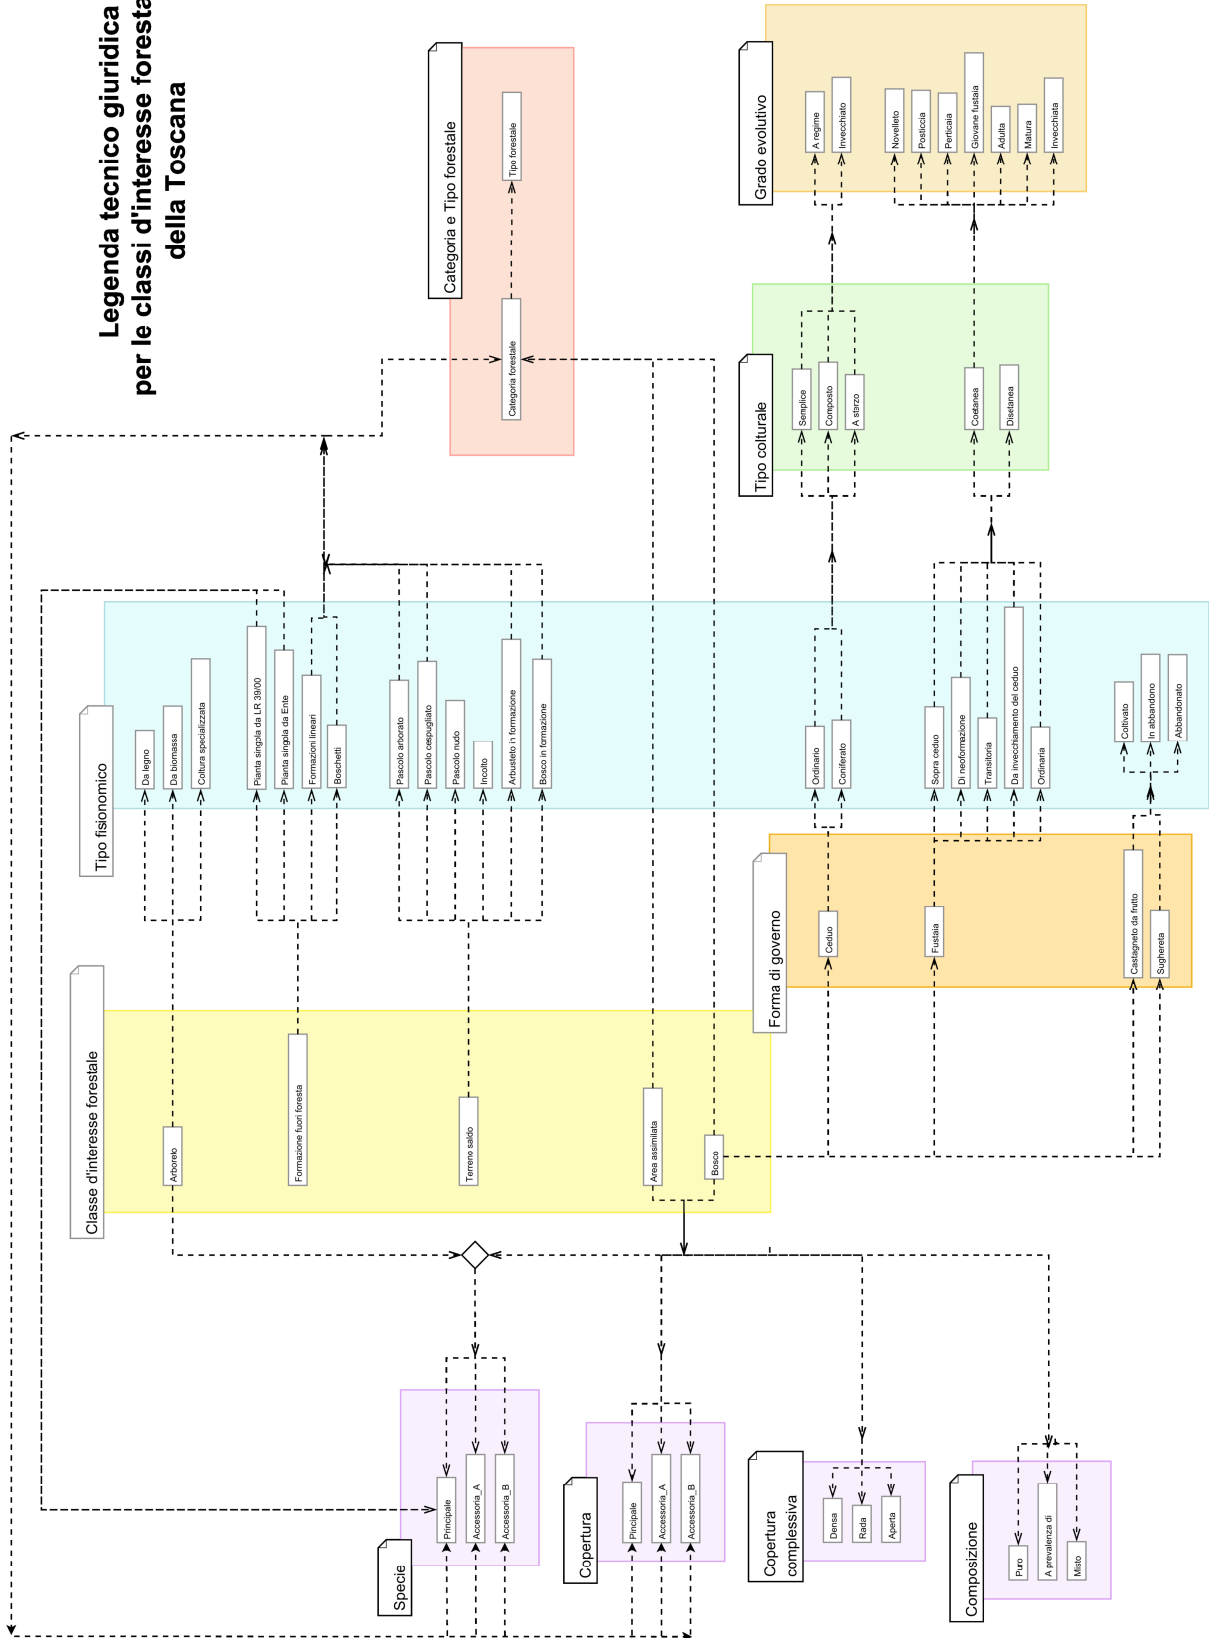 Legenda tecnico giuridica
per le classi d'interesse foresta
della Toscana
Classe d'interesse forestale
Arboreto
Formazione fuori foresta
Terreno saldo
Area assimilata
Bosco
Tipo fisionomico
Da legno
Da biomassa
Coltura specializzata
Pianta singola da LR 39/00
Pianta singola da Ente
Formazioni lineari
Boschetti
Pascolo arborato
Pascolo cespugliato
Pascolo nudo
Incolto
Arbusteto in formazione
Bosco in formazione
Ordinario
Coniferato
Sopra ceduo
Di neoformazione
Transitoria
Da invecchiamento del ceduo
Ordinaria
Coltivato
In abbandono
Abbandonato
Forma di governo
Ceduo
Fustaia
Castagneto da frutto
Sughereta
Categoria e Tipo forestale
Categoria forestale
Tipo forestale
Tipo colturale
Semplice
Composto
A sterzo
Coetanea
Disetanea
Grado evolutivo
A regime
Invecchiato
Novelleto
Posticcia
Perticaia
Giovane fustaia
Adulta
Matura
Invecchiata
Specie
Principale
Accessoria_A
Accessoria_B
Copertura
Pincipale
Accessoria_A
Accessoria_B
Copertura
complessiva
Densa
Rada
Aperta
Composizione
Puro
A prevalenza di
Misto